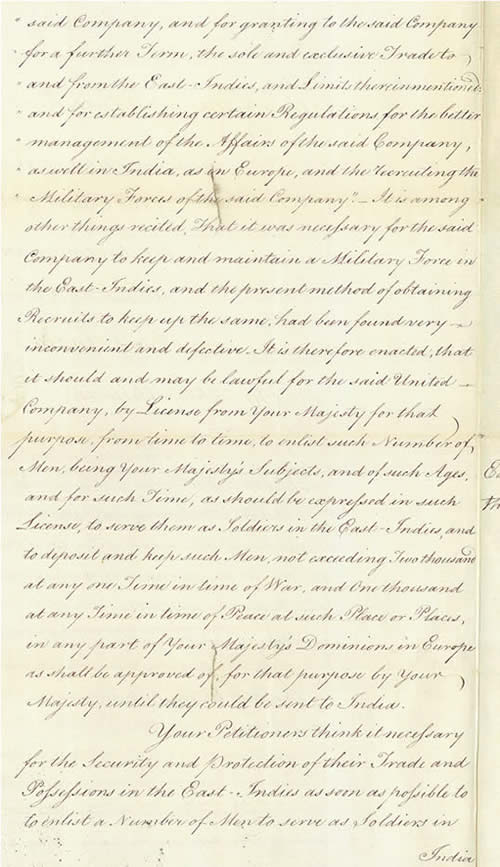 " said Company, and for granting to the said Company
" for a further Term, the sole and exclusive Trade to
" and from the East-Indies, and Limits therein mentioned;
" and for establishing certain Regulations for the better
" management of the Affairs of the said Company,
" as well in India, as in Europe, and the recruiting the
" Military Forces of the said Company". – It is among
other things recited, That it was necessary for the said
Company to keep and maintain a Military Force in
the East-Indies, and the present method of obtaining
Recruits to keep up the same, had been found very –
inconvenient and defective. It is therefore enacted, that
it should and may be lawful for the said United –
Company, by License from Your Majesty for that
purpose, from time to time, to enlist such Number of
Men, being Your Majesty's Subjects, and of such Ages,
and for such Time, as should be expressed in such
License, to serve them as Soldiers in the East-Indies, and
to deposit and keep such Men, not exceeding Two thousand
at any one Time in time of War, and One thousand
at any Time in time of Peace at such Place or Places,
in any part of Your Majesty's Dominions in Europe
as shall be approved of, for that purpose by Your
Majesty, until they could be sent to India.
Your Petitioners think it necessary
for the Security and Protection of their Trade and
Possessions in the East-Indies as soon as possible to
to enlist a Number of Men to serve as Soldiers in
India